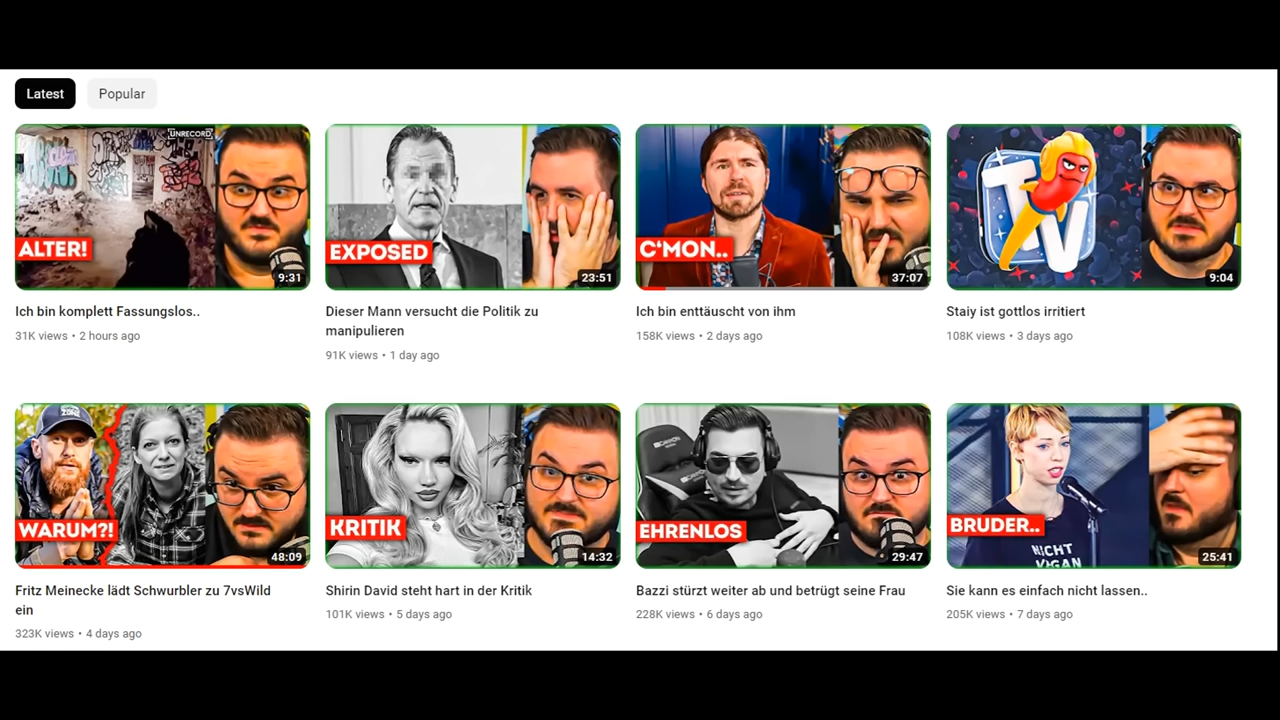 Latest
Popular
UNRECORD
ALTER!
9:31
EXPOSED
23:51
C'MON..
37:07
TV
9:04
Ich bin komplett Fassungslos..
31K views • 2 hours ago
Dieser Mann versucht die Politik zu
manipulieren
91K views • 1 day ago
Ich bin enttäuscht von ihm
158K views • 2 days ago
Staiy ist gottlos irritiert
108K views • 3 days ago
WARUM?!
48:09
KRITIK
14:32
EHRENLOS
29:47
BRUDER..
NICHT
VIGAN
25:41
Fritz Meinecke lädt Schwurbler zu 7vsWild
ein
323K views • 4 days ago
Shirin David steht hart in der Kritik
101K views • 5 days ago
Bazzi stürzt weiter ab und betrügt seine Frau
228K views • 6 days ago
Sie kann es einfach nicht lassen..
205K views • 7 days ago